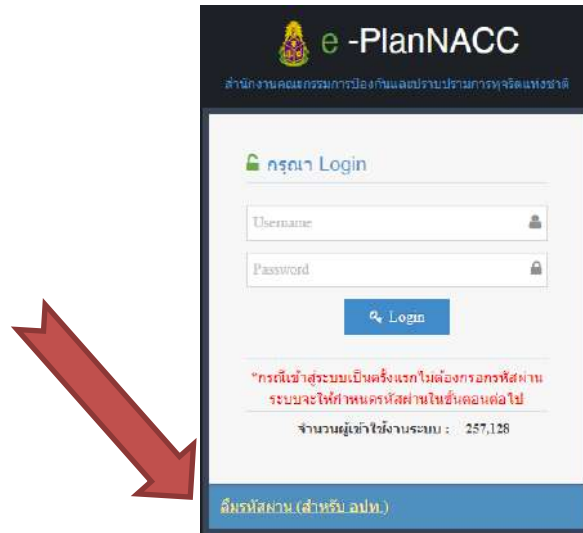 e -PlanNACC
สำนักงานคณะกรรมการป้องกันและปราบปรามการทุจริตแห่งชาติ
กรุณา Login
Username
Password
Login
*กรณีเข้าสู่ระบบเป็นครั้งแรกไม่ต้องกรอกรหัสผ่าน
ระบบจะให้กำหนดรหัสผ่านในขั้นตอนต่อไป
จำนวนผู้เข้าใช้งานระบบ : 257,128
ลืมรหัสผ่าน (สำหรับ อปท.)